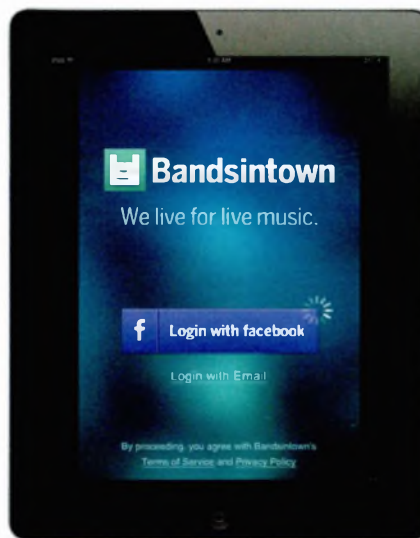 Bandsintown
We live for live music.
f Login with facebook
Login with Email
By proceeding, you agree with Bandsintown's
Terms of Service and Privacy Policy